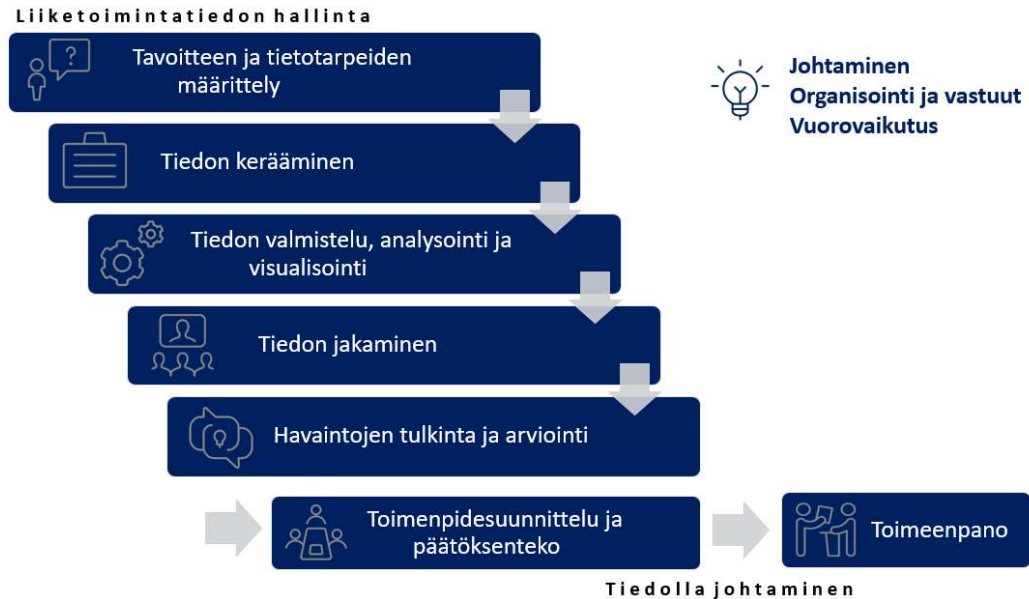 Liiketoimintatiedon hallinta
?
Tavoitteen ja tietotarpeiden
määrittely
Johtaminen
Organisointi ja vastuut
Vuorovaikutus
Tiedon kerääminen
Tiedon valmistelu, analysointi ja
visualisointi
Tiedon jakaminen
Havaintojen tulkinta ja arviointi
Toimenpidesuunnittelu ja
päätöksenteko
Toimeenpano
Tiedolla johtaminen